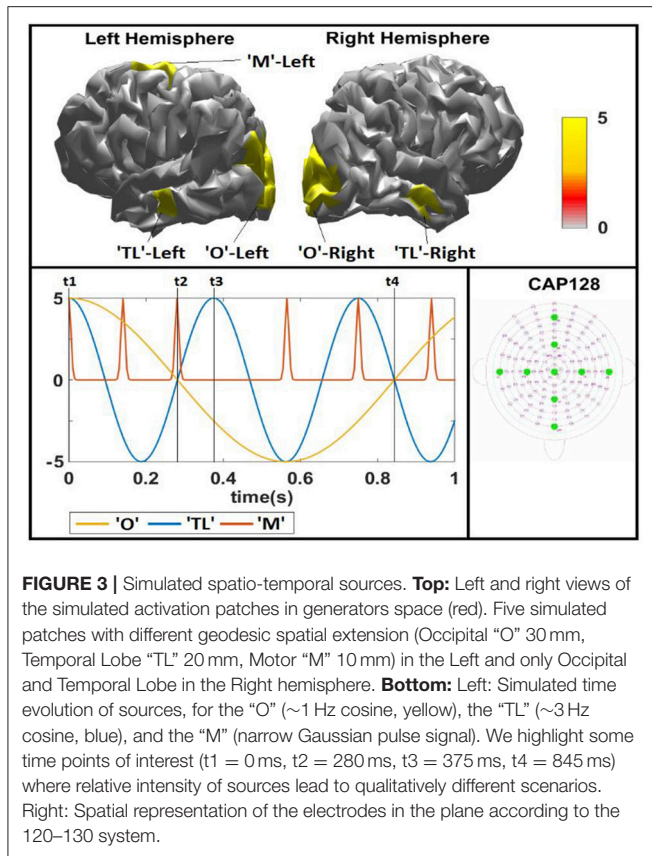 Left Hemisphere
Right Hemisphere
'M'-Left
5
0
'TL'-Left
'O'-Left
'O'-Right
'TL'-Right
t1
t2
t3
t4
5
0
-5
0
0.2
0.4
0.6
0.8
1
time(s)
'O'
'TL'
'M'
CAP128
FIGURE 3 | Simulated spatio-temporal sources. Top: Left and right views of
the simulated activation patches in generators space (red). Five simulated
patches with different geodesic spatial extension (Occipital “O” 30 mm,
Temporal Lobe “TL” 20 mm, Motor “M” 10 mm) in the Left and only Occipital
and Temporal Lobe in the Right hemisphere. Bottom: Left: Simulated time
evolution of sources, for the “O” (~1 Hz cosine, yellow), the “TL” (~3 Hz
cosine, blue), and the “M” (narrow Gaussian pulse signal). We highlight some
time points of interest (t1 = 0 ms, t2 = 280 ms, t3 = 375 ms, t4 = 845 ms)
where relative intensity of sources lead to qualitatively different scenarios.
Right: Spatial representation of the electrodes in the plane according to the
120–130 system.